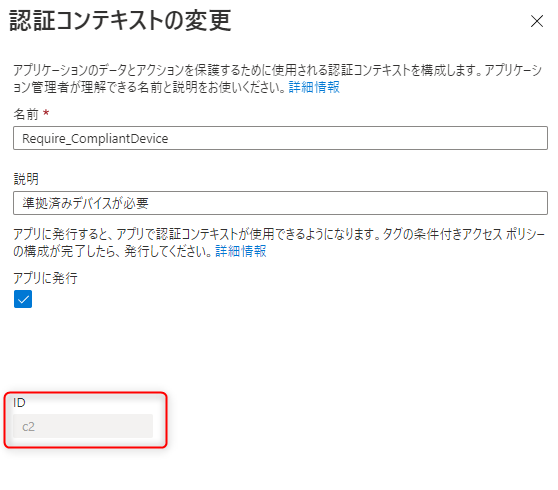 認証コンテキストの変更
アプリケーションのデータとアクションを保護するために使用される認証コンテキストを構成します。アプリケーシ
ョン管理者が理解できる名前と説明をお使いください。詳細情報
名前 *
Require_CompliantDevice
説明
準拠済みデバイスが必要
アプリに発行すると、アプリで認証コンテキストが使用できるようになります。タグの条件付きアクセス ポリシー
の構成が完了したら、発行してください。詳細情報
アプリに発行
ID
c2